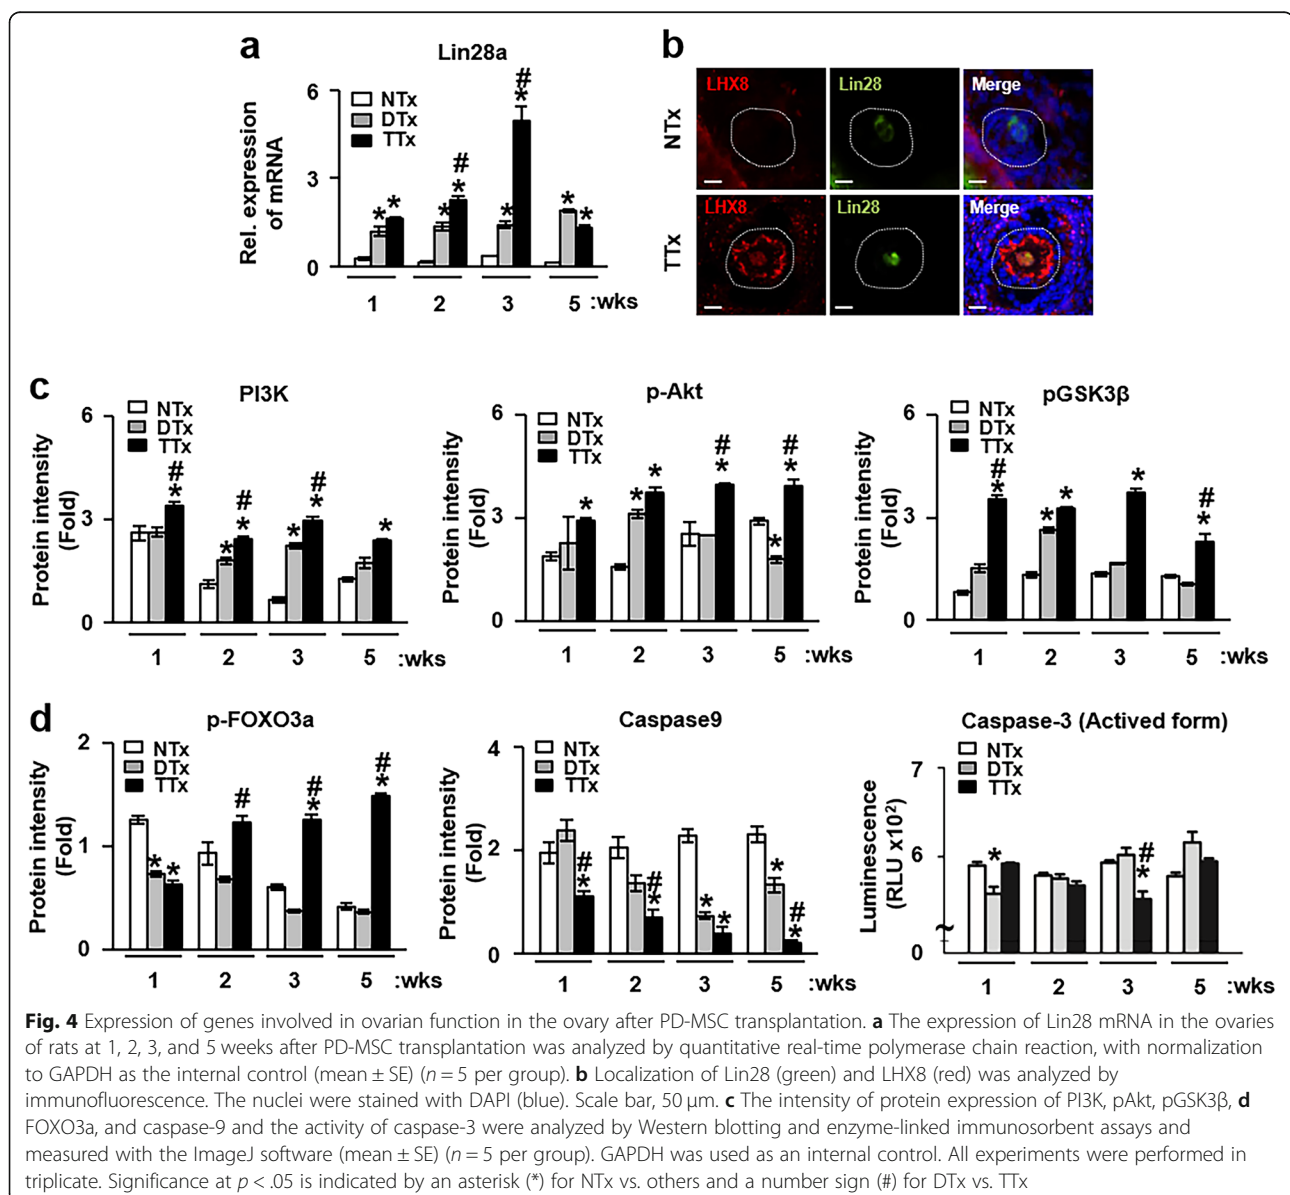 a
Lin28a
Rel. expression
of mRNA
6
3
0
NTx
DTx
TTx
* *
* # *
* # *
* *
1 2 3 5 :wks
b
LHX8 Lin28 Merge
NTx
LHX8 Lin28 Merge
TTx
c
PI3K
Protein intensity
(Fold)
6
3
0
NTx
DTx
TTx
# *
* # *
* # *
*
1 2 3 5 :wks
p-Akt
Protein intensity
(Fold)
6
3
0
NTx
DTx
TTx
*
* *
# *
* # *
1 2 3 5 :wks
pGSK3β
Protein intensity
(Fold)
6
3
0
NTx
DTx
TTx
# *
* *
*
# *
1 2 3 5 :wks
d
p-FOXO3a
Protein intensity
(Fold)
2
1
0
NTx
DTx
TTx
* *
#
# *
# *
1 2 3 5 :wks
Caspase9
Protein intensity
(Fold)
4
2
0
NTx
DTx
TTx
# *
# *
* *
* # *
1 2 3 5 :wks
Caspase-3 (Actived form)
Luminescence
(RLU x10²)
7
6
~
0
NTx
DTx
TTx
*
# *
1 2 3 5 :wks
Fig. 4 Expression of genes involved in ovarian function in the ovary after PD-MSC transplantation. a The expression of Lin28 mRNA in the ovaries
of rats at 1, 2, 3, and 5 weeks after PD-MSC transplantation was analyzed by quantitative real-time polymerase chain reaction, with normalization
to GAPDH as the internal control (mean ± SE) (n = 5 per group). b Localization of Lin28 (green) and LHX8 (red) was analyzed by
immunofluorescence. The nuclei were stained with DAPI (blue). Scale bar, 50 μm. c The intensity of protein expression of PI3K, pAkt, pGSK3β, d
FOXO3a, and caspase-9 and the activity of caspase-3 were analyzed by Western blotting and enzyme-linked immunosorbent assays and
measured with the ImageJ software (mean ± SE) (n = 5 per group). GAPDH was used as an internal control. All experiments were performed in
triplicate. Significance at p < .05 is indicated by an asterisk (*) for NTx vs. others and a number sign (#) for DTx vs. TTx